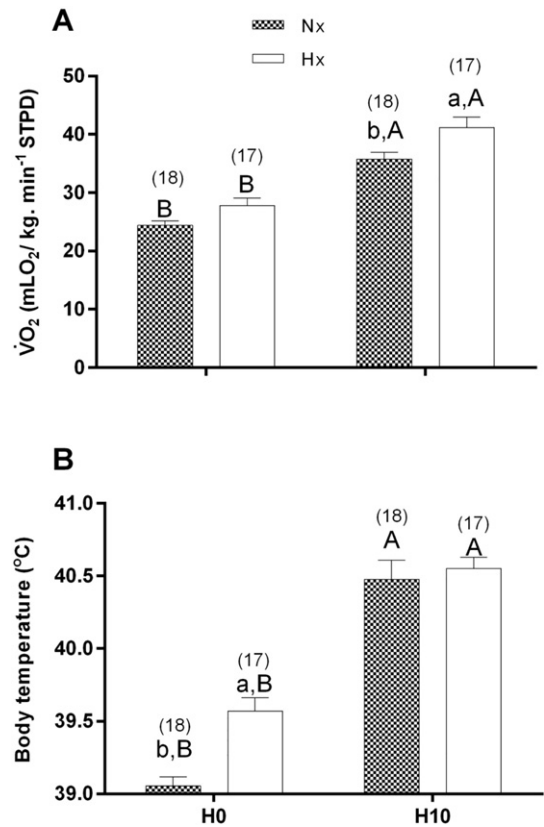 A
Nx
Hx
V̇O₂ (mLO₂/ kg. min⁻¹ STPD)
50
40
30
20
10
0
(18)
B
(17)
B
(18)
b,A
(17)
a,A
B
Body temperature (°C)
41.0
40.5
40.0
39.5
39.0
(18)
b,B
(17)
a,B
(18)
A
(17)
A
H0
H10